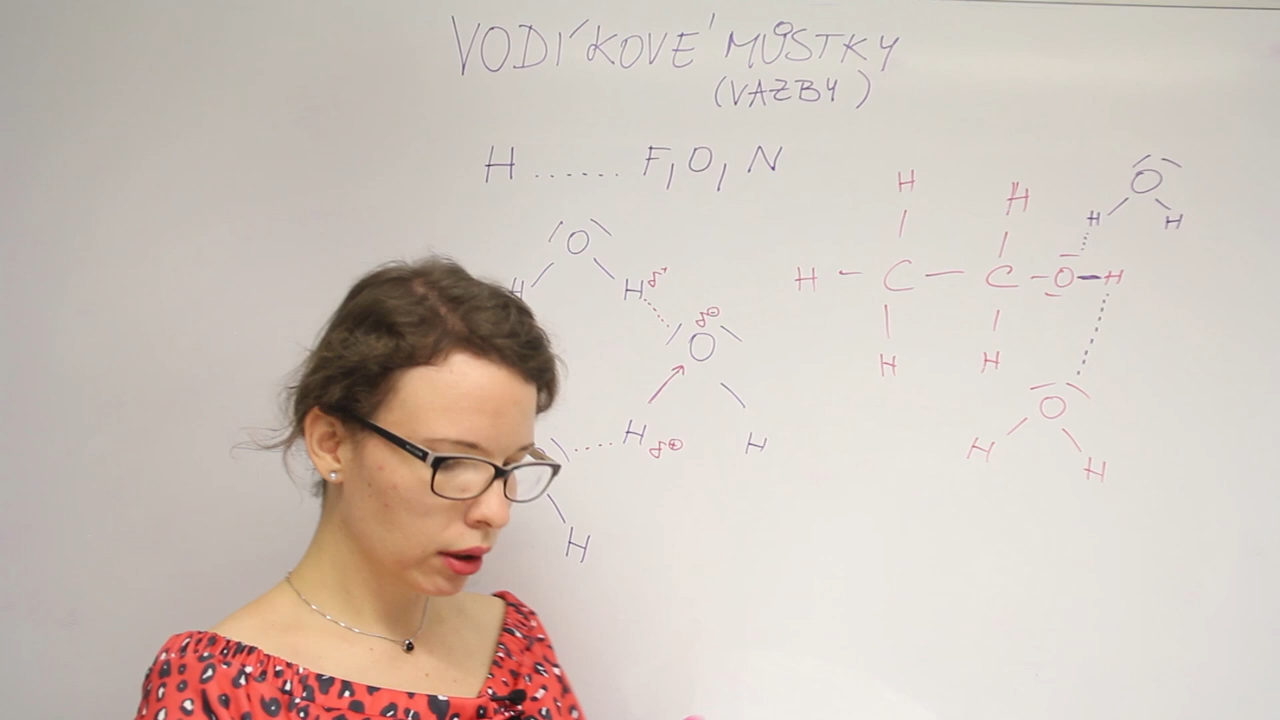 VODÍKOVÉ MŮSTKY
(VAZBY)
H ...... F, O, N
O
H H δ⁺
δ⊖
O
H δ⊕ H
H
H H
H – C – C – O – H
H H
O
H H
O
H H